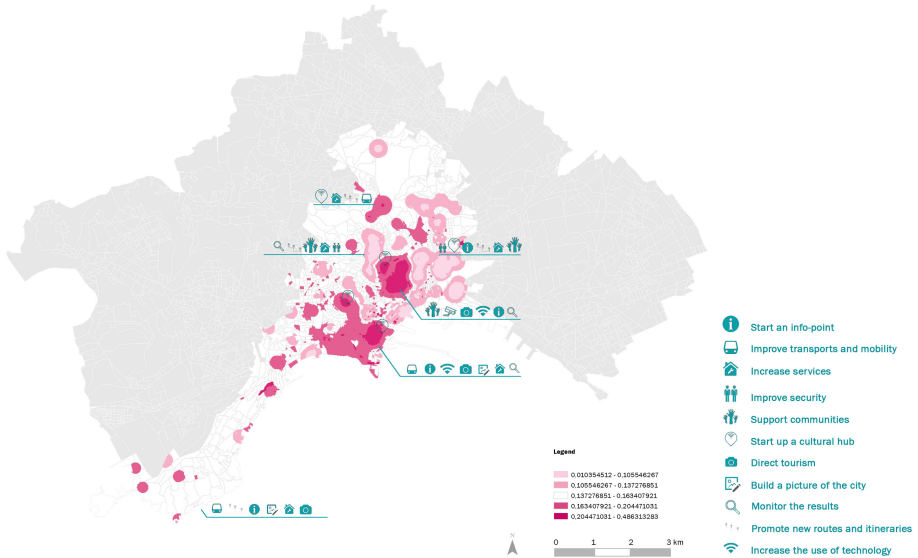 Start an info-point
Improve transports and mobility
Increase services
Improve security
Support communities
Start up a cultural hub
Direct tourism
Build a picture of the city
Monitor the results
Promote new routes and itineraries
Increase the use of technology
Legend
0,010354512 - 0,105546267
0,105546267 - 0,137276851
0,137276851 - 0,163407921
0,163407921 - 0,204471031
0,204471031 - 0,486313283
N
0 1 2 3 km